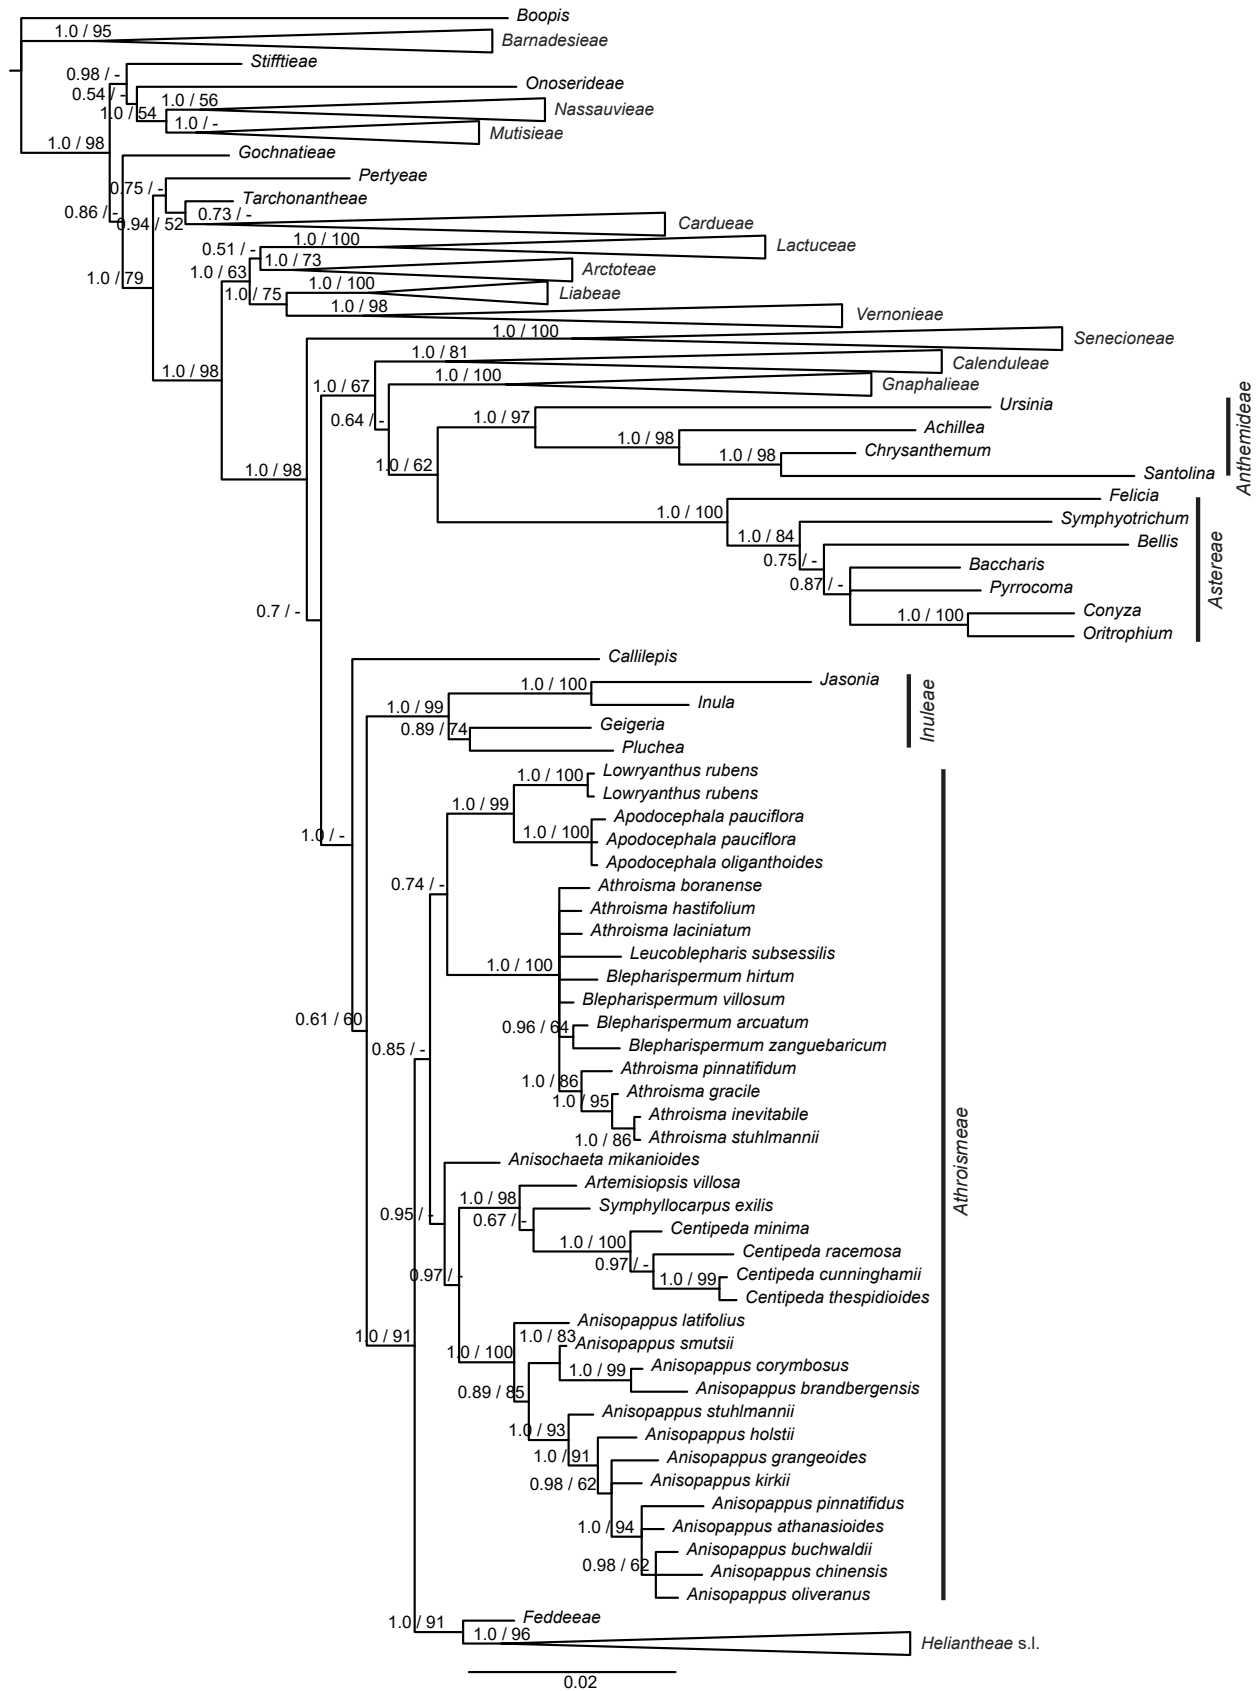 Boopis
1.0 / 95
Barnadesieae
Stifftieae
0.98 / -
Onoserideae
0.54 / -
1.0 / 56
Nassauvieae
1.0 / 54
1.0 / -
Mutisieae
1.0 / 98
Gochnatieae
Pertyeae
0.75 / -
Tarchonantheae
0.86 / -
0.94 / 52
0.73 / -
Cardueae
1.0 / 100
Lactuceae
0.51 / -
1.0 / 73
Arctoteae
1.0 / 63
1.0 / 79
1.0 / 100
Liabeae
1.0 / 75
1.0 / 98
Vernonieae
1.0 / 100
Senecioneae
1.0 / 81
Calenduleae
1.0 / 98
1.0 / 67
1.0 / 100
Gnaphalieae
Ursinia
0.64 / -
1.0 / 97
Achillea
1.0 / 98
Chrysanthemum
1.0 / 98
Santolina
Anthemideae
1.0 / 98
1.0 / 62
Felicia
1.0 / 100
Symphyotrichum
1.0 / 84
Bellis
0.75 / -
Baccharis
0.87 / -
Pyrrocoma
Conyza
1.0 / 100
Oritrophium
Astereae
0.7 / -
Callilepis
Jasonia
1.0 / 100
Inula
1.0 / 99
Geigeria
0.89 / 74
Pluchea
Inuleae
Lowryanthus rubens
1.0 / 100
Lowryanthus rubens
1.0 / 99
Apodocephala pauciflora
1.0 / 100
Apodocephala pauciflora
1.0 / -
Apodocephala oliganthoides
0.74 / -
Athroisma boranense
Athroisma hastifolium
Athroisma laciniatum
Leucoblepharis subsessilis
1.0 / 100
Blepharispermum hirtum
Blepharispermum villosum
0.61 / 60
Blepharispermum arcuatum
0.96 / 64
Blepharispermum zanguebaricum
0.85 / -
Athroisma pinnatifidum
1.0 / 86
Athroisma gracile
1.0 / 95
Athroisma inevitabile
1.0 / 86
Athroisma stuhlmannii
Athroismeae
Anisochaeta mikanioides
Artemisiopsis villosa
1.0 / 98
Symphyllocarpus exilis
0.95 / -
0.67 / -
Centipeda minima
1.0 / 100
Centipeda racemosa
0.97 / -
Centipeda cunninghamii
0.97 / -
1.0 / 99
Centipeda thespidioides
Anisopappus latifolius
1.0 / 91
1.0 / 83
Anisopappus smutsii
1.0 / 100
Anisopappus corymbosus
1.0 / 99
Anisopappus brandbergensis
0.89 / 85
Anisopappus stuhlmannii
1.0 / 93
Anisopappus holstii
1.0 / 91
Anisopappus grangeoides
0.98 / 62
Anisopappus kirkii
Anisopappus pinnatifidus
1.0 / 94
Anisopappus athanasioides
Anisopappus buchwaldii
0.98 / 62
Anisopappus chinensis
Anisopappus oliveranus
Feddeeae
1.0 / 91
1.0 / 96
Heliantheae s.l.
0.02